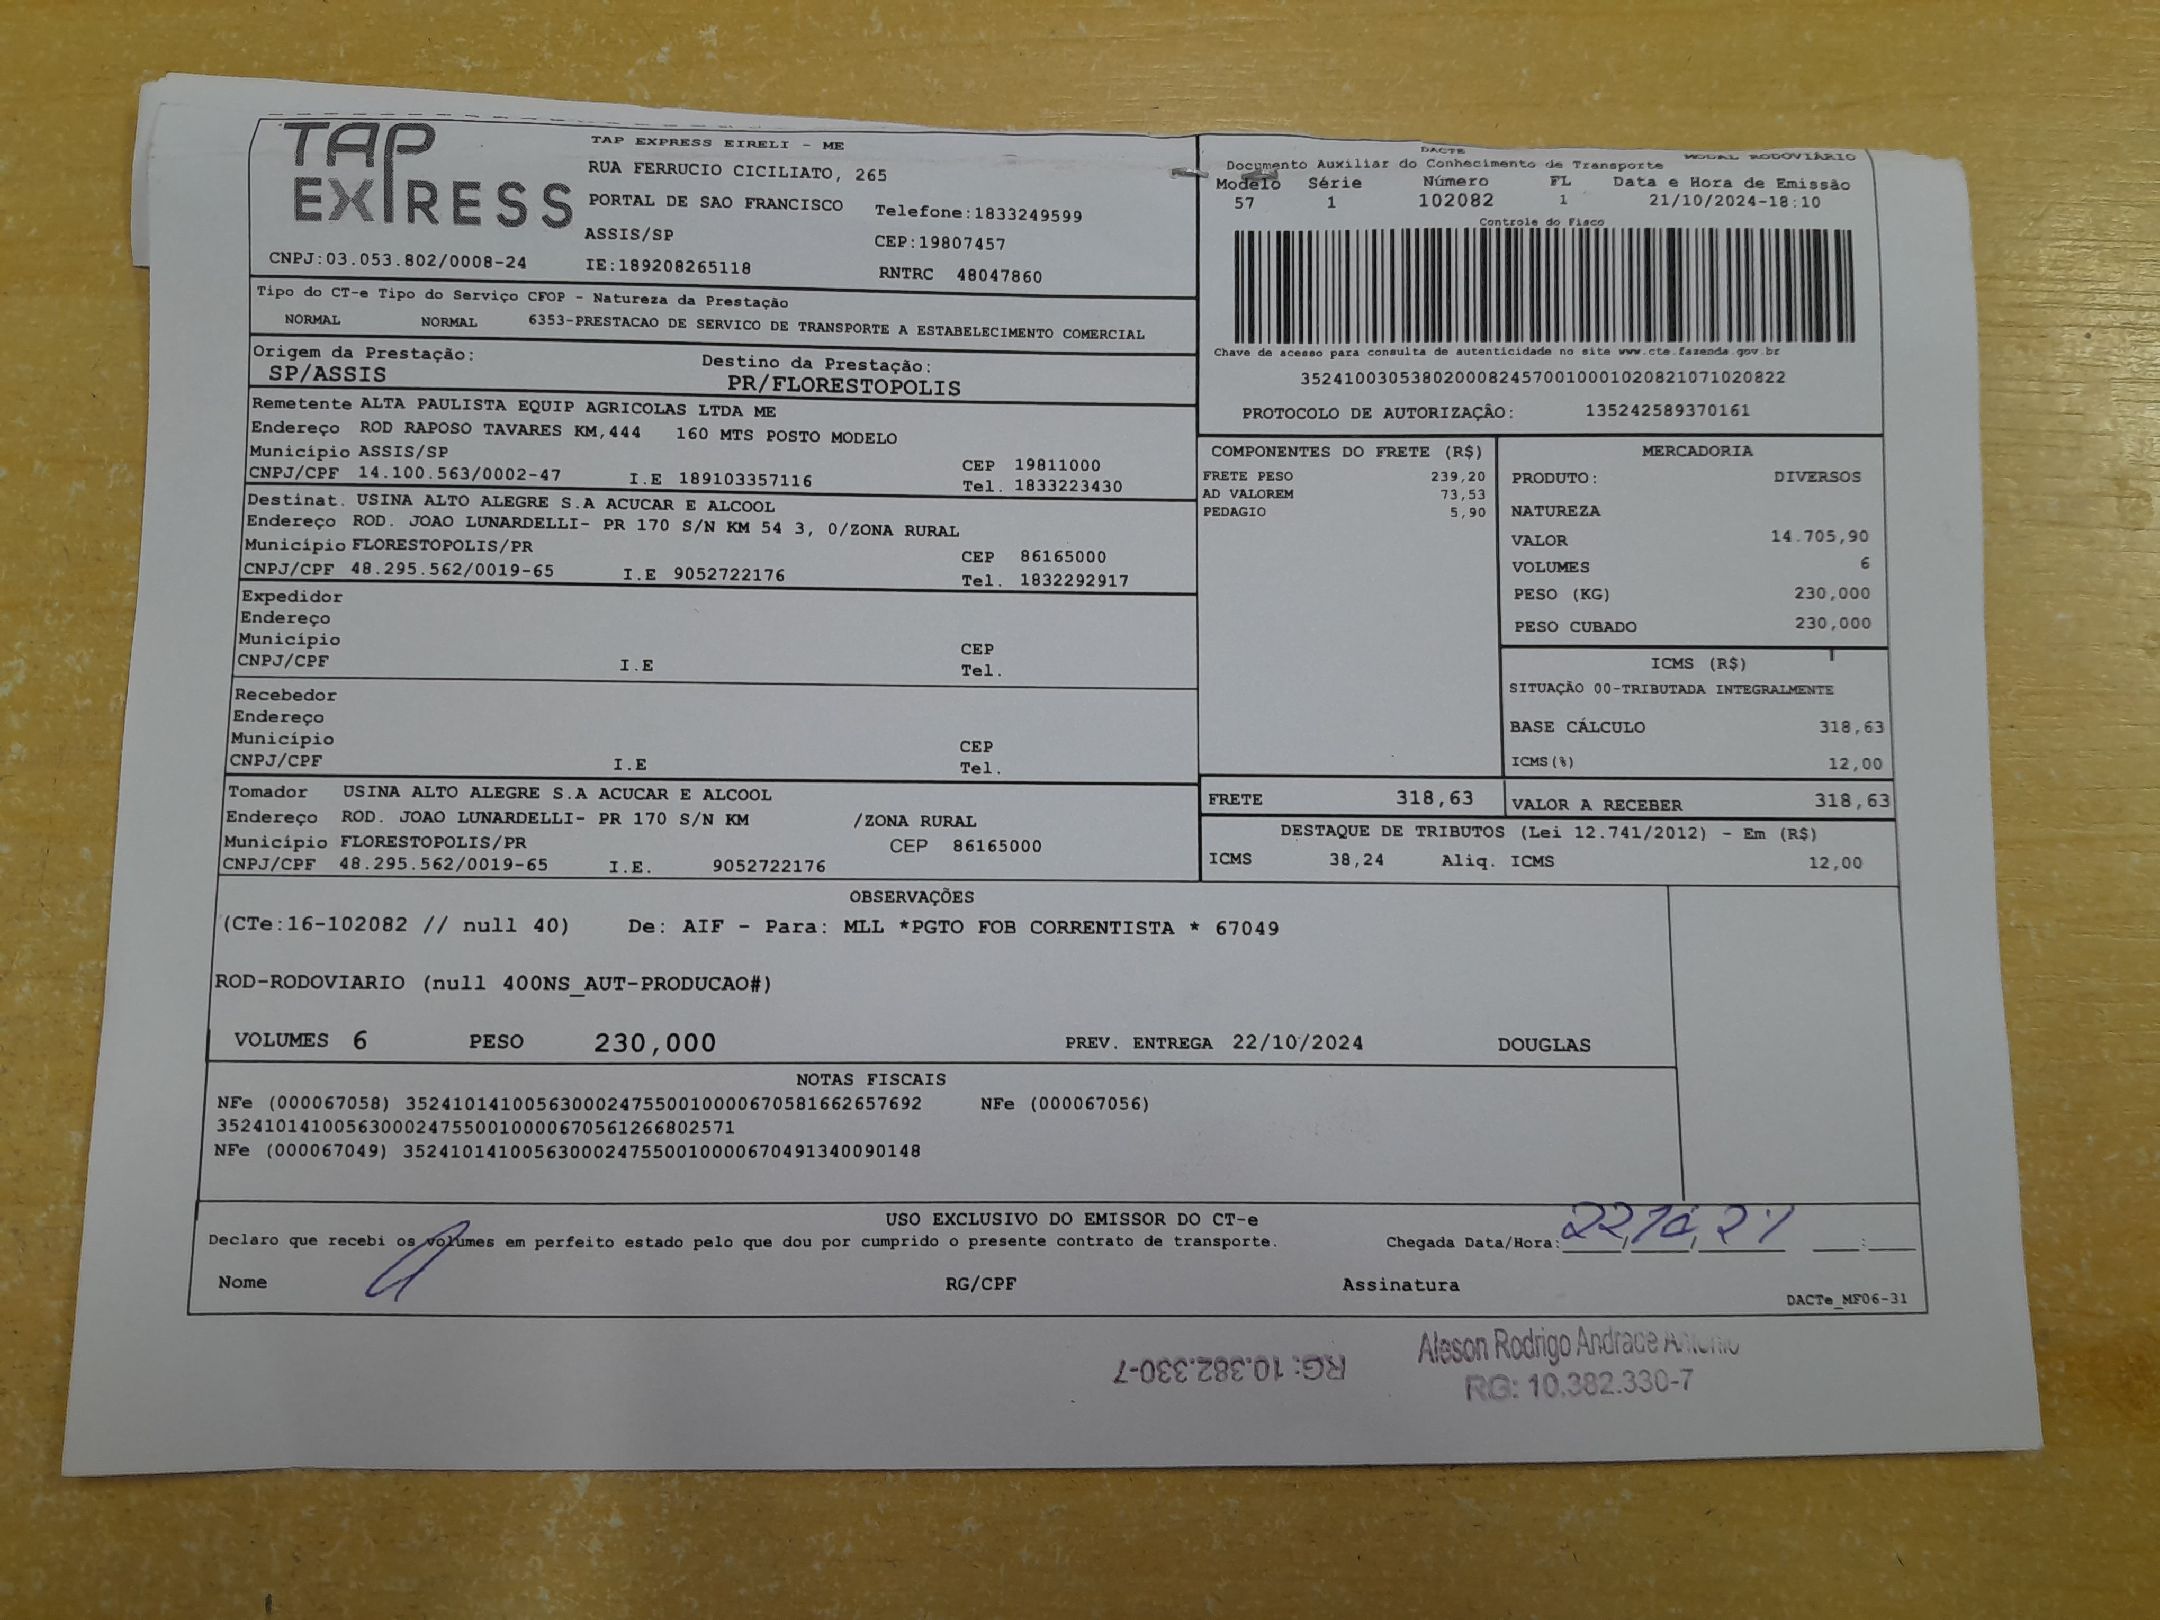 TAP EXPRESS
TAP EXPRESS EIRELI - ME
RUA FERRUCIO CICILIATO, 265
PORTAL DE SAO FRANCISCO Telefone:1833249599
ASSIS/SP CEP:19807457
CNPJ:03.053.802/0008-24 IE:189208265118 RNTRC 48047860
DACTE
Documento Auxiliar do Conhecimento de Transporte MODAL RODOVIÁRIO
Modelo Série Número FL Data e Hora de Emissão
57 1 102082 1 21/10/2024-18:10
Controle do Fisco
Chave de acesso para consulta de autenticidade no site www.cte.fazenda.gov.br
35241003053802000824570010001020821071020822
PROTOCOLO DE AUTORIZAÇÂO: 135242589370161
Tipo do CT-e Tipo do Serviço CFOP - Natureza da Prestação
NORMAL NORMAL 6353-PRESTACAO DE SERVICO DE TRANSPORTE A ESTABELECIMENTO COMERCIAL
Origem da Prestação: Destino da Prestação:
SP/ASSIS PR/FLORESTOPOLIS
Remetente ALTA PAULISTA EQUIP AGRICOLAS LTDA ME
Endereço ROD RAPOSO TAVARES KM,444 160 MTS POSTO MODELO
Município ASSIS/SP CEP 19811000
CNPJ/CPF 14.100.563/0002-47 I.E 189103357116 Tel. 1833223430
Destinat. USINA ALTO ALEGRE S.A ACUCAR E ALCOOL
Endereço ROD. JOAO LUNARDELLI- PR 170 S/N KM 54 3, 0/ZONA RURAL
Município FLORESTOPOLIS/PR CEP 86165000
CNPJ/CPF 48.295.562/0019-65 I.E 9052722176 Tel. 1832292917
Expedidor
Endereço
Município CEP
CNPJ/CPF I.E Tel.
Recebedor
Endereço
Município CEP
CNPJ/CPF I.E Tel.
Tomador USINA ALTO ALEGRE S.A ACUCAR E ALCOOL
Endereço ROD. JOAO LUNARDELLI- PR 170 S/N KM /ZONA RURAL
Município FLORESTOPOLIS/PR CEP 86165000
CNPJ/CPF 48.295.562/0019-65 I.E. 9052722176
COMPONENTES DO FRETE (R$)
FRETE PESO 239,20
AD VALOREM 73,53
PEDAGIO 5,90
MERCADORIA
PRODUTO: DIVERSOS
NATUREZA
VALOR 14.705,90
VOLUMES 6
PESO (KG) 230,000
PESO CUBADO 230,000
ICMS (R$)
SITUAÇÃO 00-TRIBUTADA INTEGRALMENTE
BASE CÁLCULO 318,63
ICMS(%) 12,00
FRETE 318,63 VALOR A RECEBER 318,63
DESTAQUE DE TRIBUTOS (Lei 12.741/2012) - Em (R$)
ICMS 38,24 Aliq. ICMS 12,00
OBSERVAÇÕES
(CTe:16-102082 // null 40) De: AIF - Para: MLL *PGTO FOB CORRENTISTA * 67049
ROD-RODOVIARIO (null 400NS_AUT-PRODUCAO#)
VOLUMES 6 PESO 230,000 PREV. ENTREGA 22/10/2024 DOUGLAS
NOTAS FISCAIS
NFe (000067058) 35241014100563000247550010000670581662657692 NFe (000067056)
35241014100563000247550010000670561266802571
NFe (000067049) 35241014100563000247550010000670491340090148
USO EXCLUSIVO DO EMISSOR DO CT-e
Declaro que recebi os volumes em perfeito estado pelo que dou por cumprido o presente contrato de transporte. Chegada Data/Hora: 22,10,
Nome RG/CPF Assinatura
DACTe_MF06-31
RG: 10.382.330-7
Aleson Rodrigo Andrade Antonio
RG: 10.382.330-7